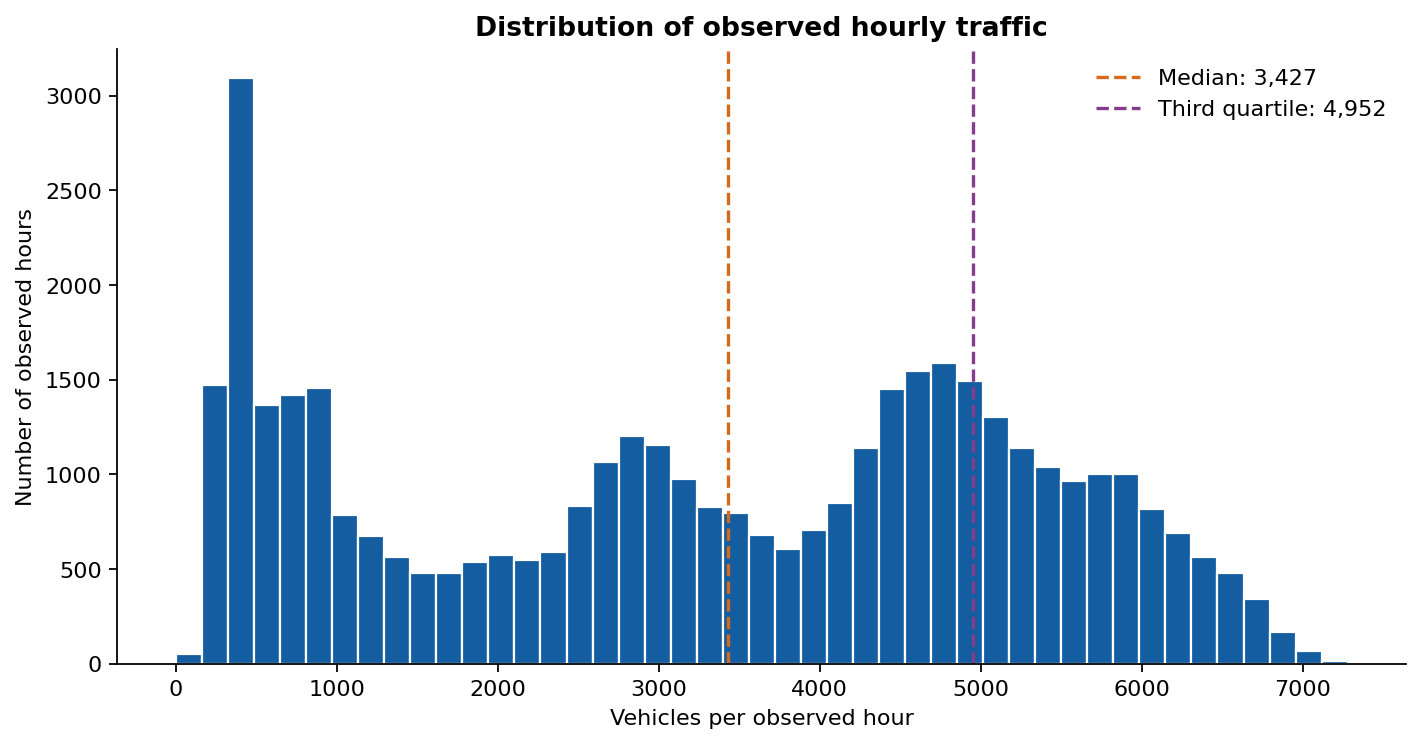 Distribution of observed hourly traffic
Median: 3,427
Third quartile: 4,952
Number of observed hours
3000
2500
2000
1500
1000
500
0
0 1000 2000 3000 4000 5000 6000 7000
Vehicles per observed hour